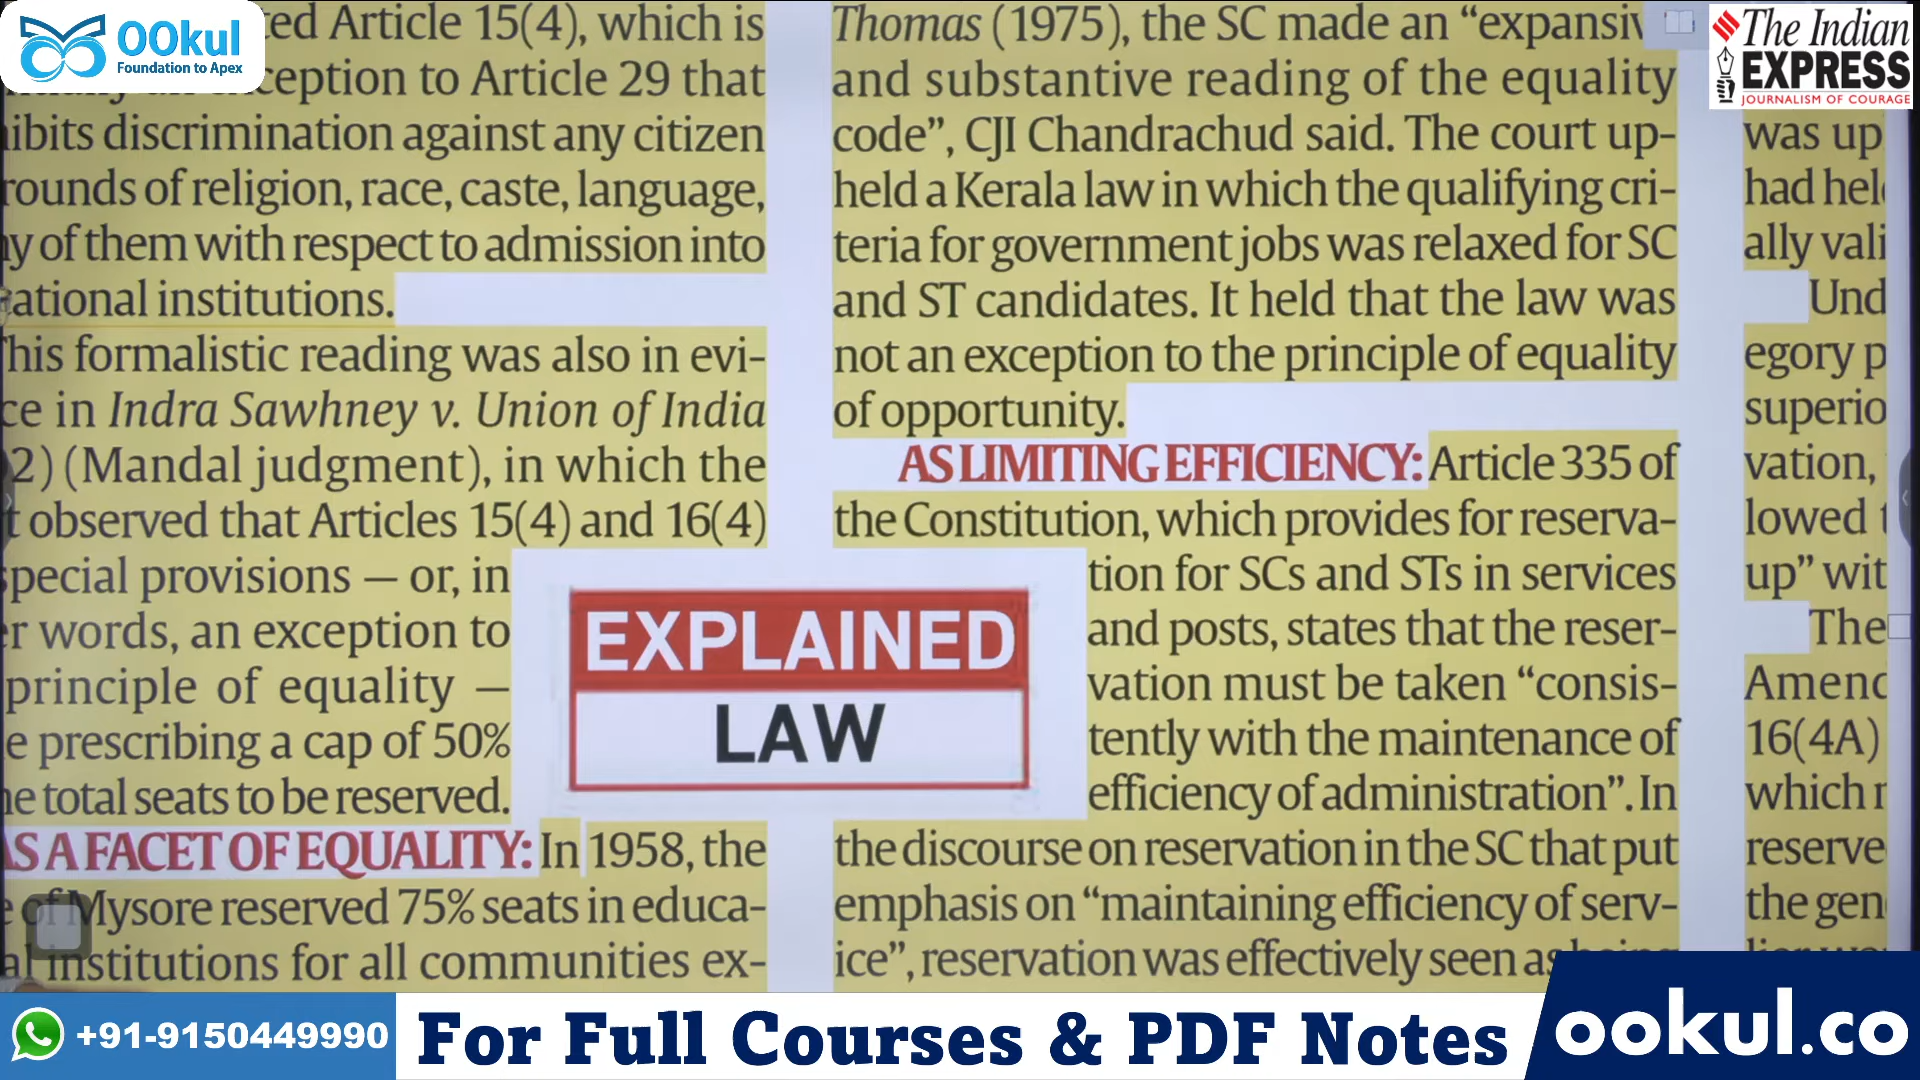 OOkul
Foundation to Apex
ted Article 15(4), which is
ception to Article 29 that
ibits discrimination against any citizen
rounds of religion, race, caste, language,
ny of them with respect to admission into
ational institutions.
This formalistic reading was also in evi-
ce in Indra Sawhney v. Union of India
2) (Mandal judgment), in which the
t observed that Articles 15(4) and 16(4)
special provisions — or, in
er words, an exception to
principle of equality —
e prescribing a cap of 50%
he total seats to be reserved.
AS A FACET OF EQUALITY: In 1958, the
e of Mysore reserved 75% seats in educa-
al institutions for all communities ex-
EXPLAINED
LAW
Thomas (1975), the SC made an “expansiv
and substantive reading of the equality
code”, CJI Chandrachud said. The court up-
held a Kerala law in which the qualifying cri-
teria for government jobs was relaxed for SC
and ST candidates. It held that the law was
not an exception to the principle of equality
of opportunity.
AS LIMITING EFFICIENCY: Article 335 of
the Constitution, which provides for reserva-
tion for SCs and STs in services
and posts, states that the reser-
vation must be taken “consis-
tently with the maintenance of
efficiency of administration”. In
the discourse on reservation in the SC that put
emphasis on “maintaining efficiency of serv-
ice”, reservation was effectively seen as being
The Indian
EXPRESS
JOURNALISM OF COURAGE
was up
had hel
ally vali
Und
egory p
superio
vation,
lowed t
up” wit
The
Amend
16(4A)
which
reserve
the gen
+91-9150449990
For Full Courses & PDF Notes
ookul.co